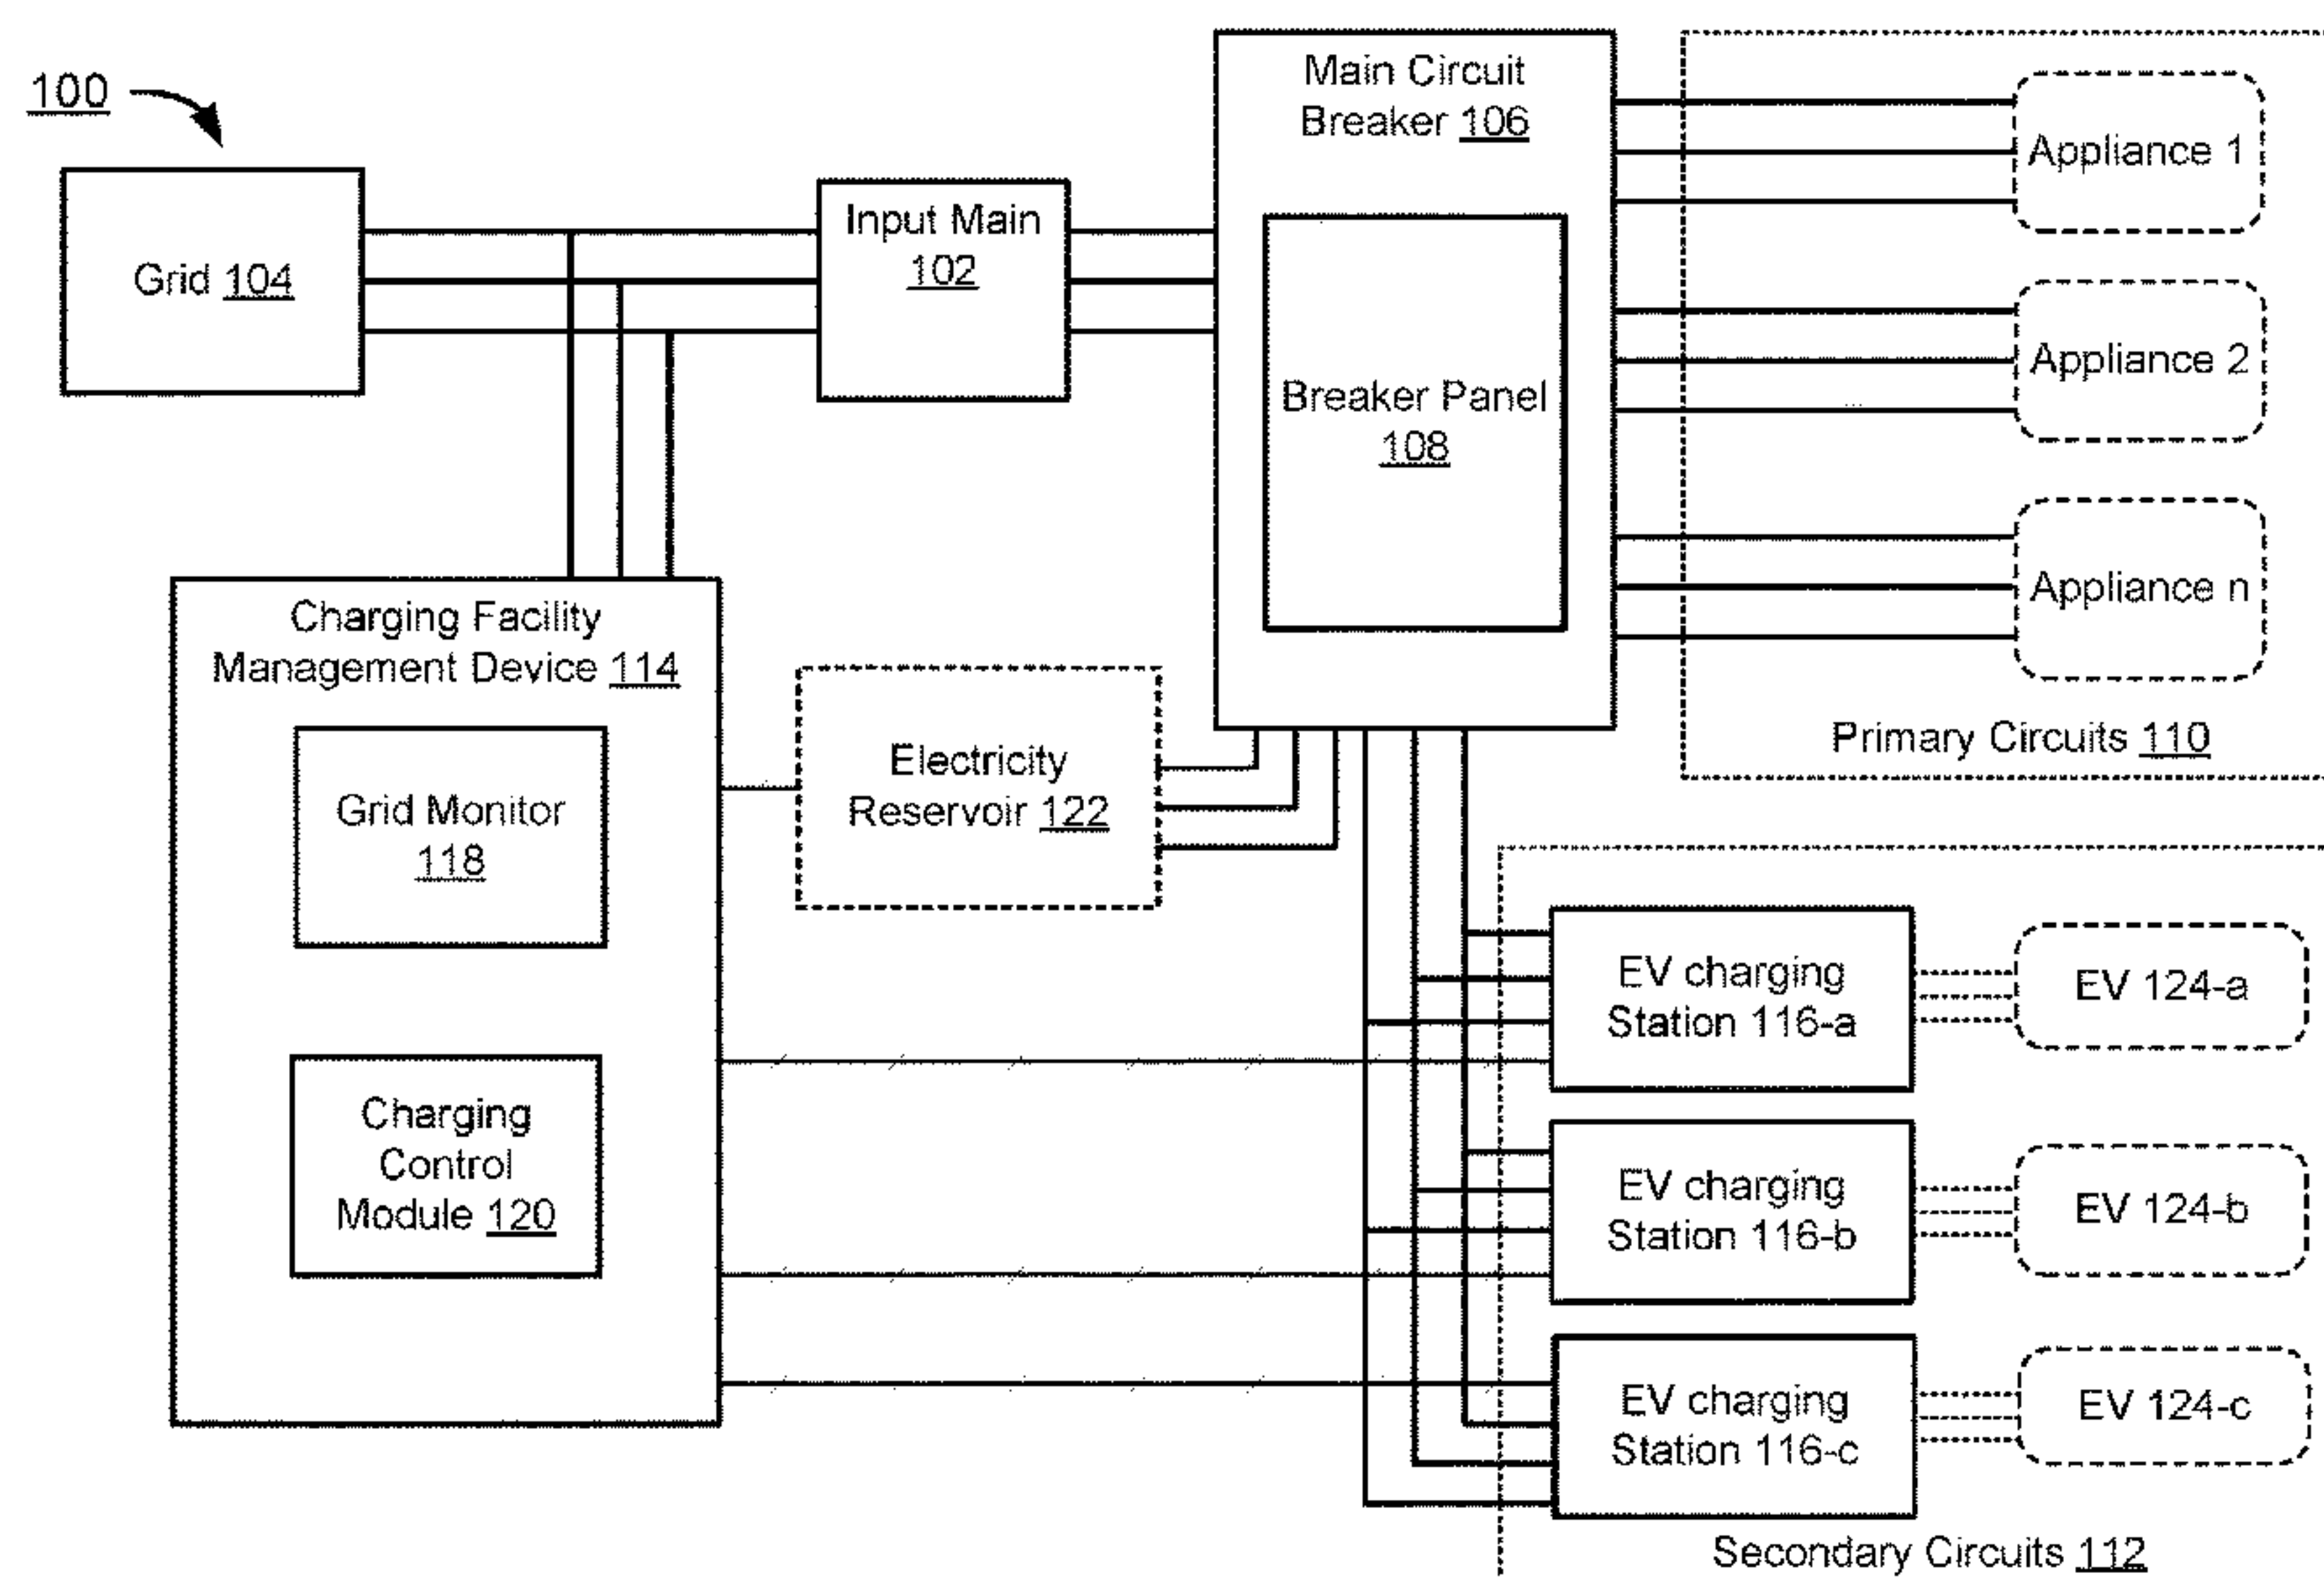 100
Grid 104
Input Main
102
Main Circuit
Breaker 106
Breaker Panel
108
Appliance 1
Appliance 2
Appliance n
Primary Circuits 110
Charging Facility
Management Device 114
Grid Monitor
118
Charging
Control
Module 120
Electricity
Reservoir 122
EV charging
Station 116-a
EV 124-a
EV charging
Station 116-b
EV 124-b
EV charging
Station 116-c
EV 124-c
Secondary Circuits 112